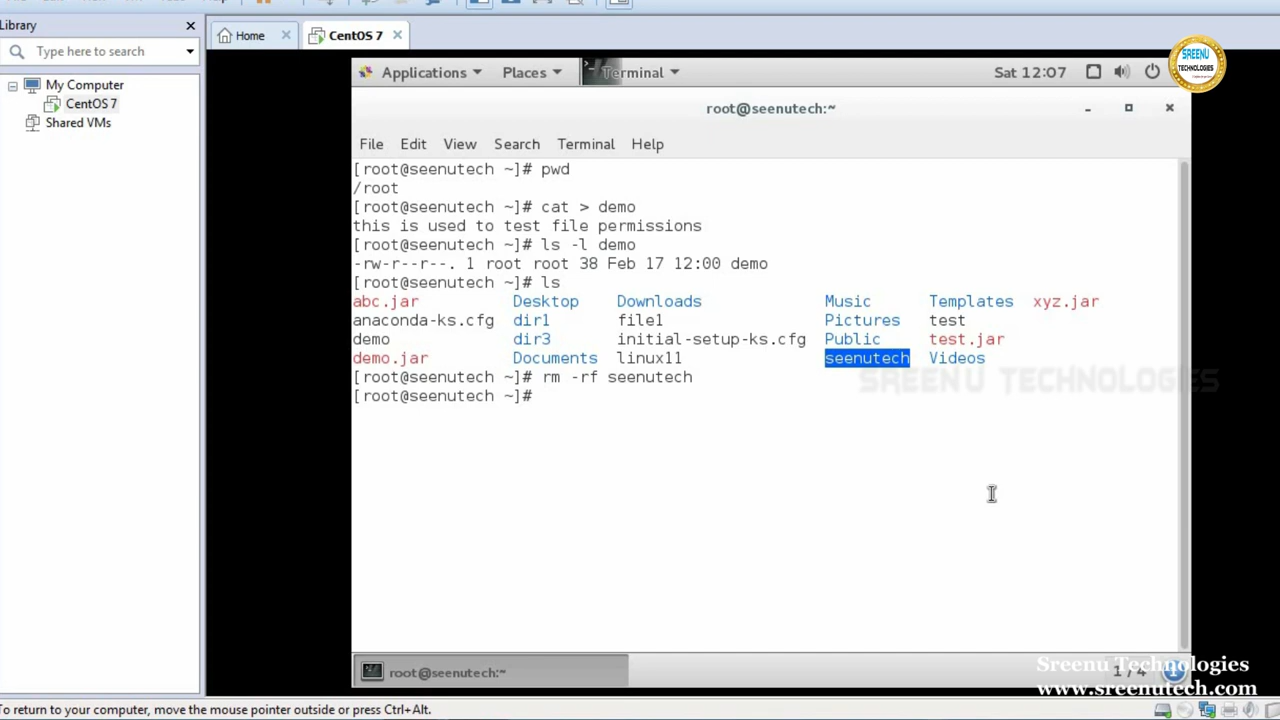 Library
Home
CentOS 7
Type here to search
My Computer
CentOS 7
Shared VMs
Applications Places Terminal Sat 12:07
SREENU
TECHNOLOGIES
root@seenutech:~
File Edit View Search Terminal Help
[root@seenutech ~]# pwd
/root
[root@seenutech ~]# cat > demo
this is used to test file permissions
[root@seenutech ~]# ls -l demo
-rw-r--r--. 1 root root 38 Feb 17 12:00 demo
[root@seenutech ~]# ls
abc.jar Desktop Downloads Music Templates xyz.jar
anaconda-ks.cfg dir1 file1 Pictures test
demo dir3 initial-setup-ks.cfg Public test.jar
demo.jar Documents linux11 seenutech Videos
[root@seenutech ~]# rm -rf seenutech
[root@seenutech ~]#
SREENU TECHNOLOGIES
root@seenutech:~
1 / 4
Sreenu Technologies
www.sreenutech.com
To return to your computer, move the mouse pointer outside or press Ctrl+Alt.